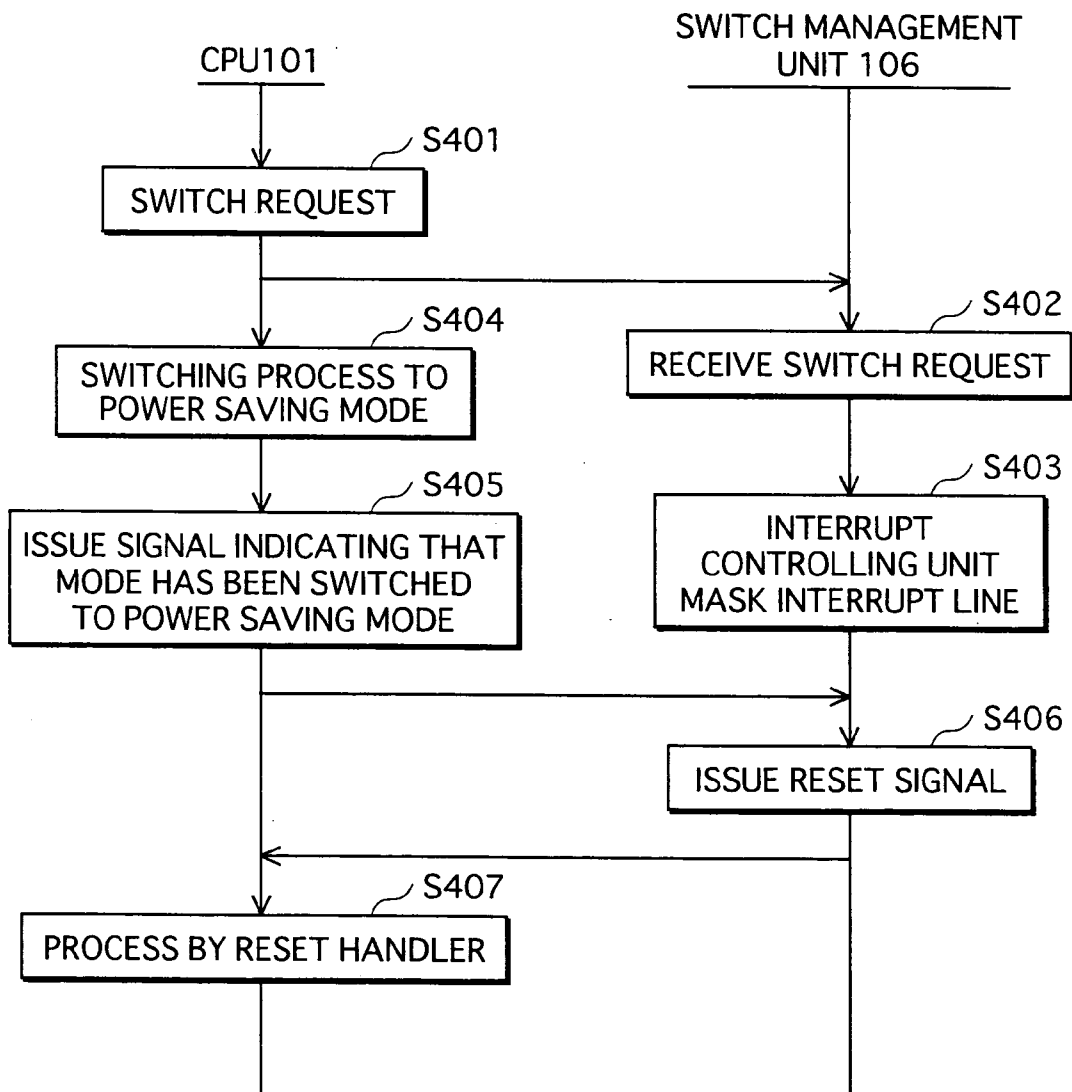 CPU101
SWITCH MANAGEMENT
UNIT 106
S401
SWITCH REQUEST
S404
SWITCHING PROCESS TO
POWER SAVING MODE
S402
RECEIVE SWITCH REQUEST
S405
ISSUE SIGNAL INDICATING THAT
MODE HAS BEEN SWITCHED
TO POWER SAVING MODE
S403
INTERRUPT
CONTROLLING UNIT
MASK INTERRUPT LINE
S406
ISSUE RESET SIGNAL
S407
PROCESS BY RESET HANDLER